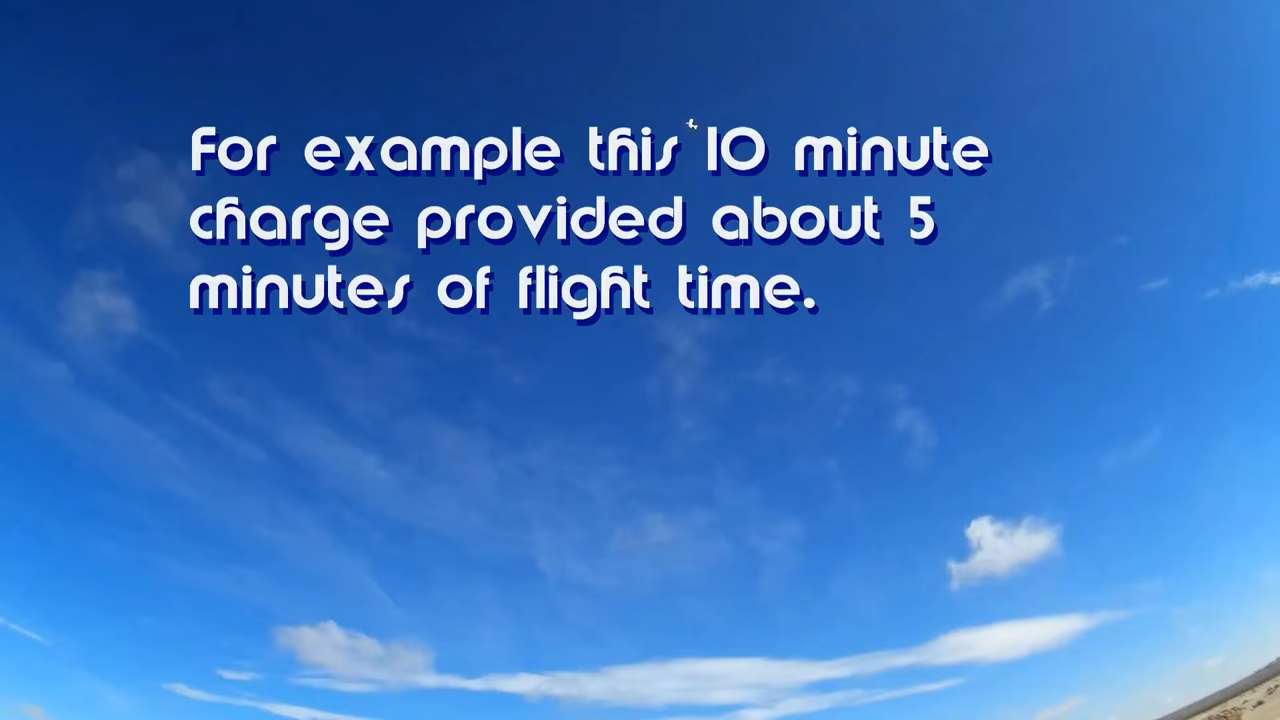 For example this 10 minute
charge provided about 5
minutes of flight time.